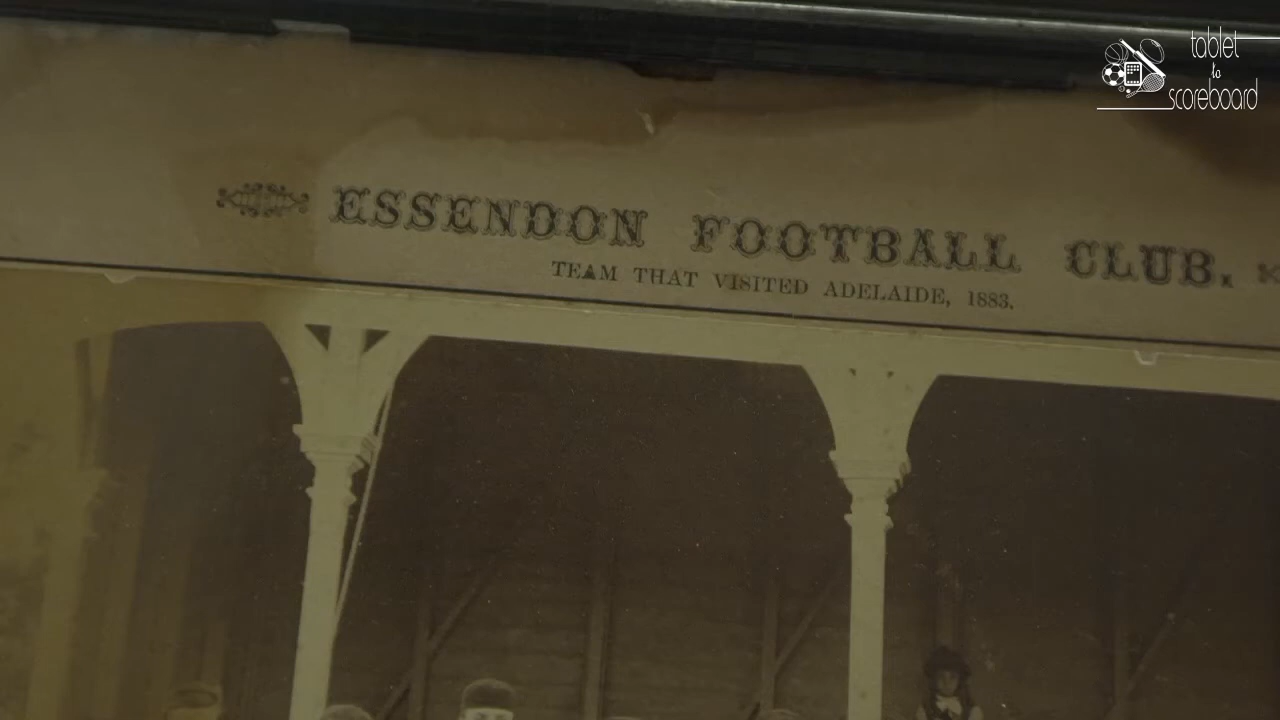 tablet
to
scoreboard
ESSENDON FOOTBALL CLUB.
TEAM THAT VISITED ADELAIDE, 1883.